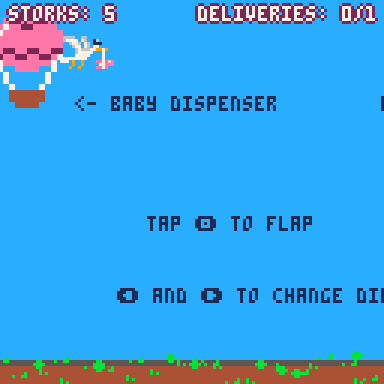 STORKS: 5 DELIVERIES: 0/1
<- BABY DISPENSER
TAP TO FLAP
AND TO CHANGE